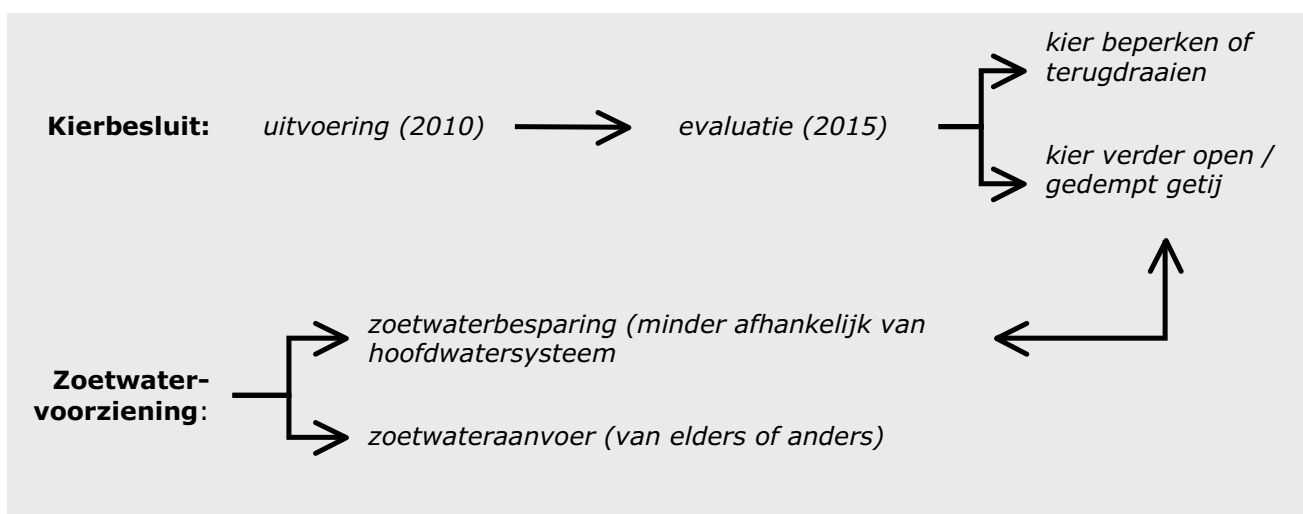 kier beperken of
terugdraaien
Kierbesluit: uitvoering (2010) evaluatie (2015)
kier verder open /
gedempt getij
zoetwaterbesparing (minder afhankelijk van
hoofdwatersysteem
Zoetwater-
voorziening:
zoetwateraanvoer (van elders of anders)